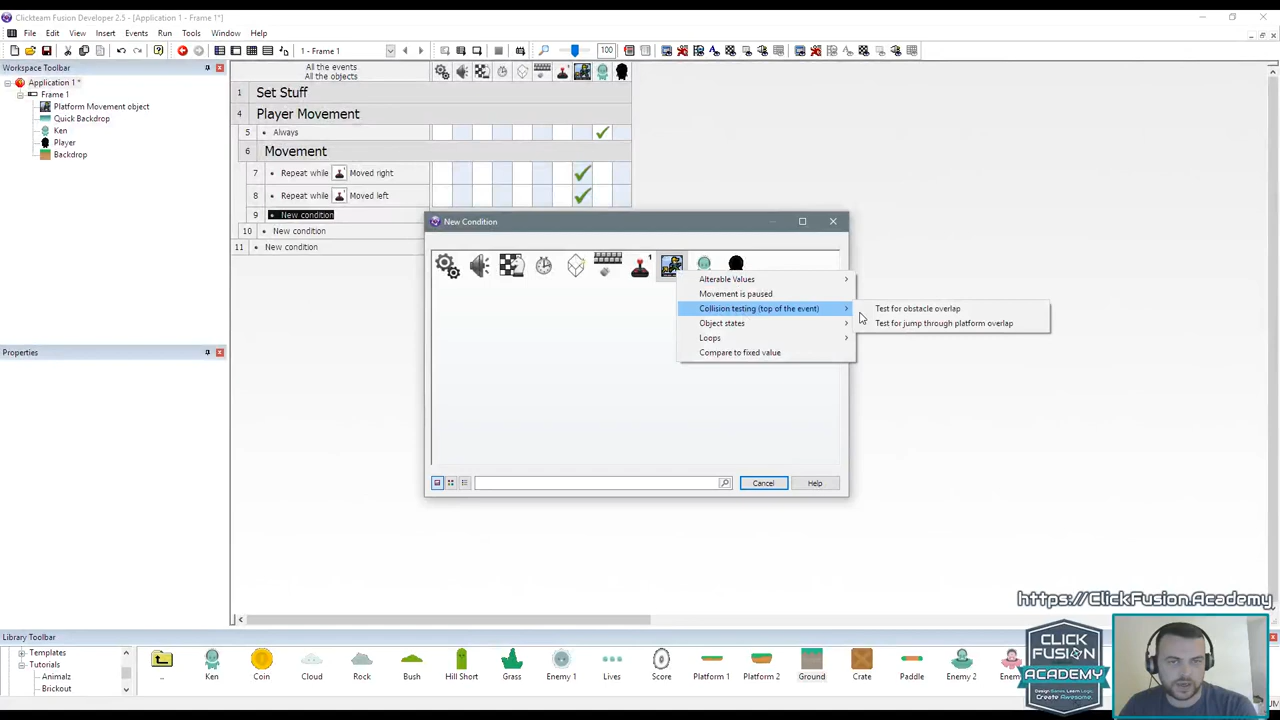 Clickteam Fusion Developer 2.5 - [Application 1 - Frame 1*]
File Edit View Insert Events Run Tools Window Help
1 - Frame 1
100
Workspace Toolbar
Application 1 *
Frame 1
Platform Movement object
Quick Backdrop
Ken
Player
Backdrop
Properties
All the events
All the objects
1 Set Stuff
Player Movement
5 • Always
6 Movement
7 • Repeat while Moved right
8 • Repeat while Moved left
9 • New condition
10 • New condition
11 • New condition
New Condition
1
Alterable Values
Movement is paused
Collision testing (top of the event)
Object states
Loops
Compare to fixed value
Test for obstacle overlap
Test for jump through platform overlap
Cancel
Help
https://ClickFusion.Academy
Library Toolbar
Templates
Tutorials
Animalz
Brickout
..
Ken
Coin
Cloud
Rock
Bush
Hill Short
Grass
Enemy 1
Lives
Score
Platform 1
Platform 2
Ground
Crate
Paddle
Enemy 2
CLICK
FUSION
ACADEMY
Design Games. Learn Logic.
Create Awesome.